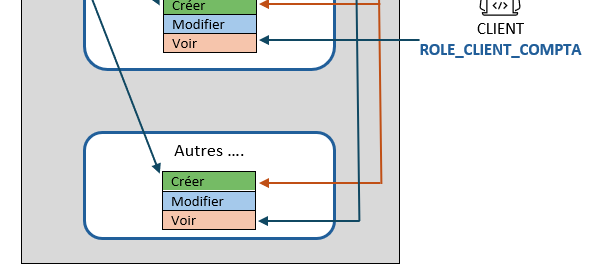 Créer
Modifier
Voir
</>
CLIENT
ROLE_CLIENT_COMPTA
Autres ....
Créer
Modifier
Voir